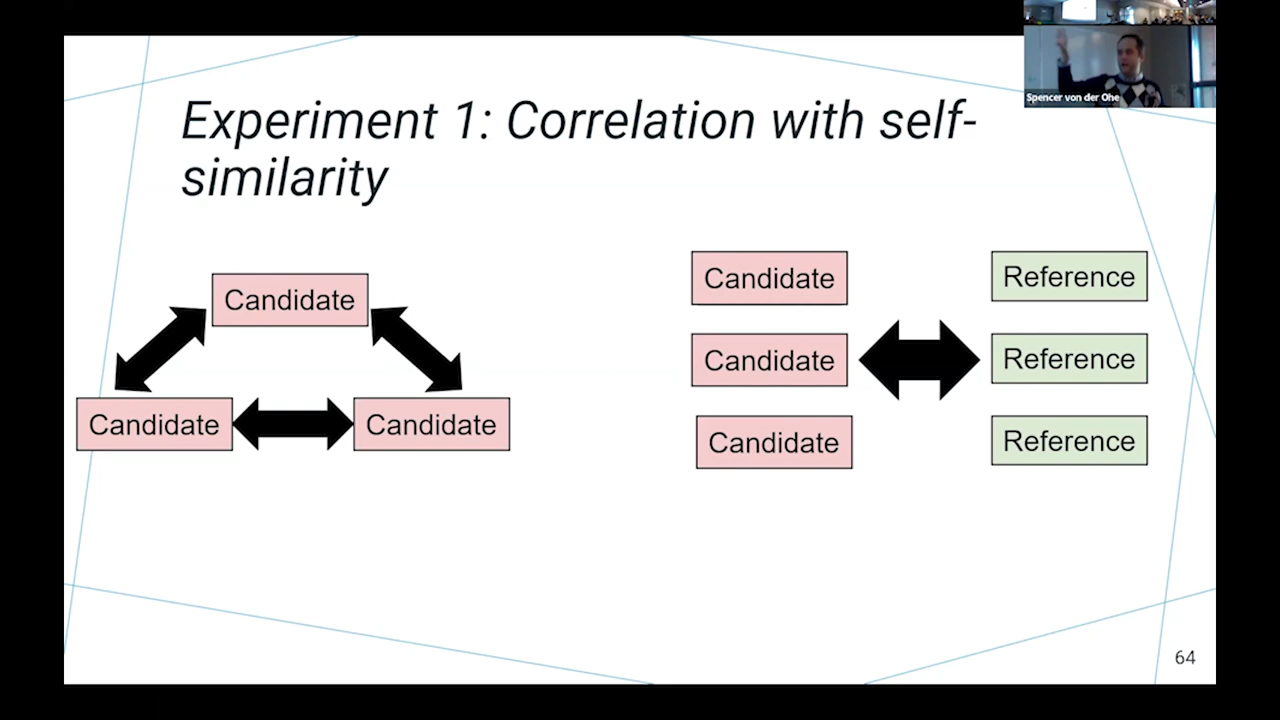 Spencer von der Ohe
Experiment 1: Correlation with self-
similarity
Candidate
Candidate
Candidate
Candidate
Candidate
Candidate
Reference
Reference
Reference
64